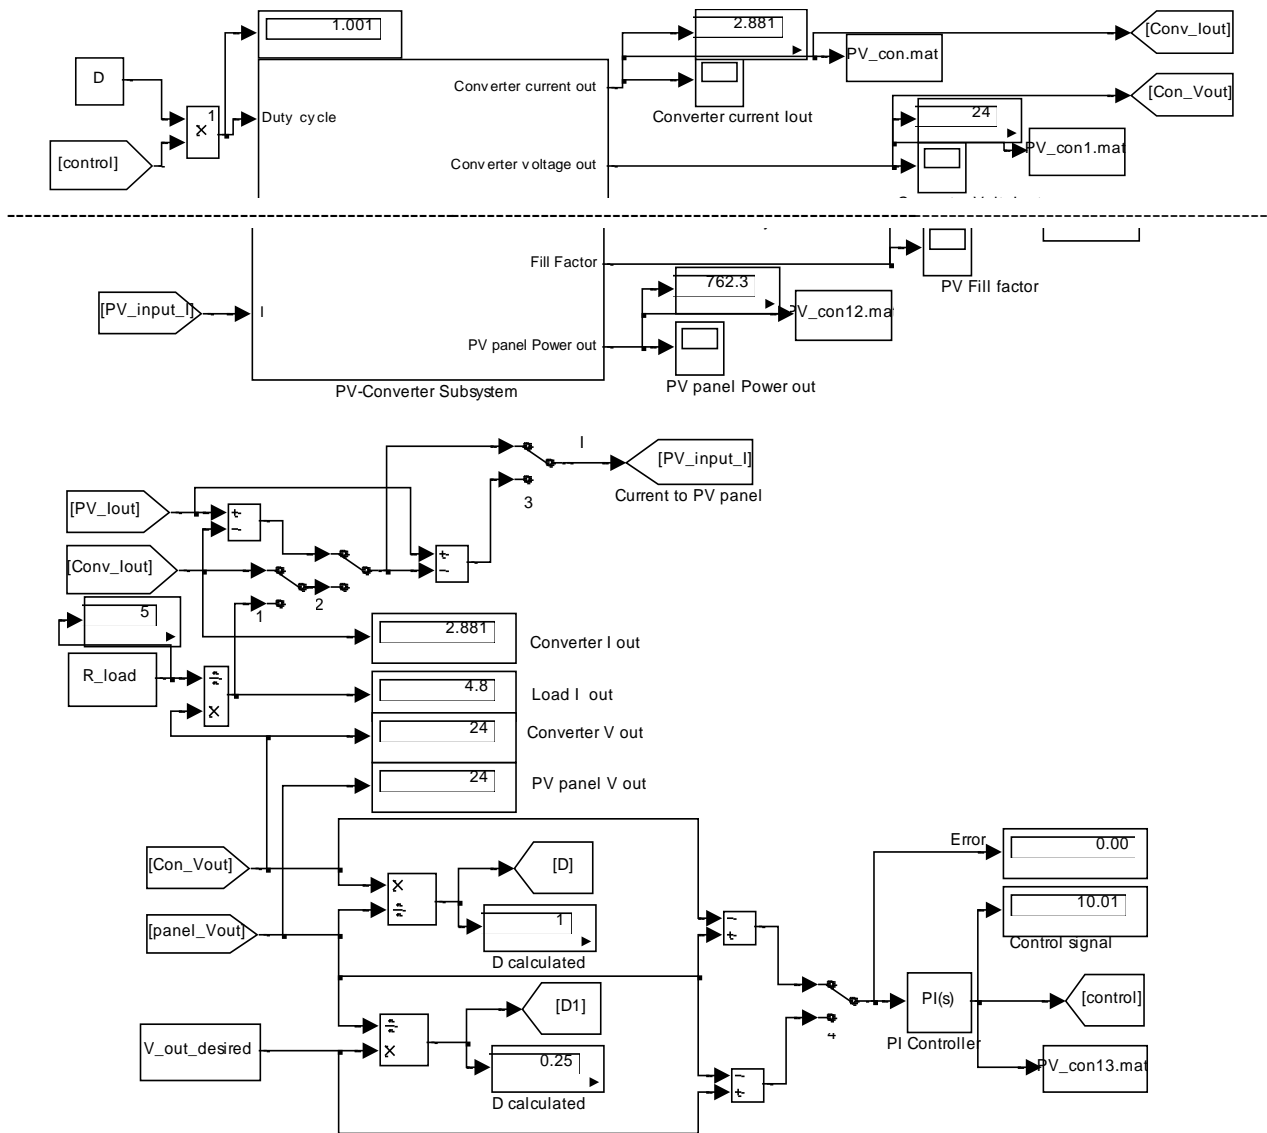 1.001
2.881
[Conv_Iout]
PV_con.mat
D
Converter current out
[Con_Vout]
1
Duty cycle
Converter current Iout
24
[control]
PV_con1.mat
Converter voltage out
Fill Factor
PV Fill factor
762.3
[PV_input_I]
I
PV_con12.mat
PV panel Power out
PV panel Power out
PV-Converter Subsystem
I
[PV_input_I]
Current to PV panel
3
[PV_Iout]
+
−
[Conv_Iout]
+
−
2
1
5
2.881
Converter I out
R_load
÷
×
4.8
Load I out
24
Converter V out
24
PV panel V out
Error
0.00
[Con_Vout]
[D]
×
÷
10.01
Control signal
[panel_Vout]
1
D calculated
−
+
PI(s)
[control]
PI Controller
[D1]
÷
×
V_out_desired
0.25
D calculated
4
−
+
PV_con13.mat